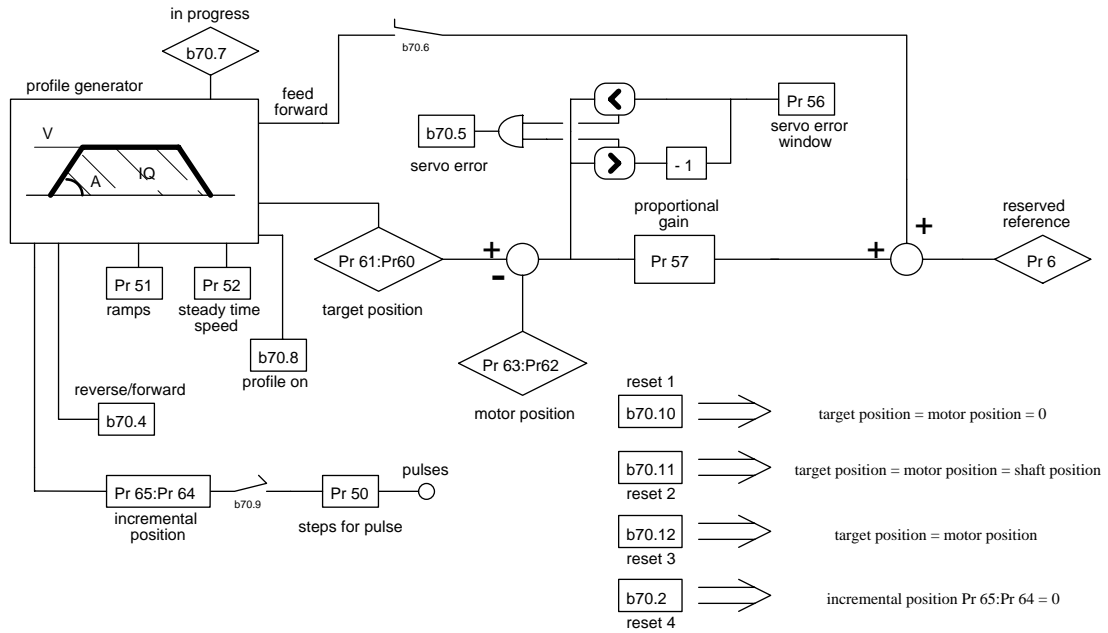 in progress
b70.7
b70.6
profile generator
feed
forward
V
A
IQ
b70.5
servo error
Pr 56
servo error
window
- 1
proportional
gain
Pr 57
reserved
reference
Pr 6
+
+
+
-
Pr 61:Pr60
target position
Pr 51
ramps
Pr 52
steady time
speed
b70.8
profile on
Pr 63:Pr62
motor position
reverse/forward
b70.4
Pr 65:Pr 64
incremental
position
b70.9
Pr 50
steps for pulse
pulses
reset 1
b70.10
target position = motor position = 0
b70.11
reset 2
target position = motor position = shaft position
b70.12
reset 3
target position = motor position
b70.2
reset 4
incremental position Pr 65:Pr 64 = 0